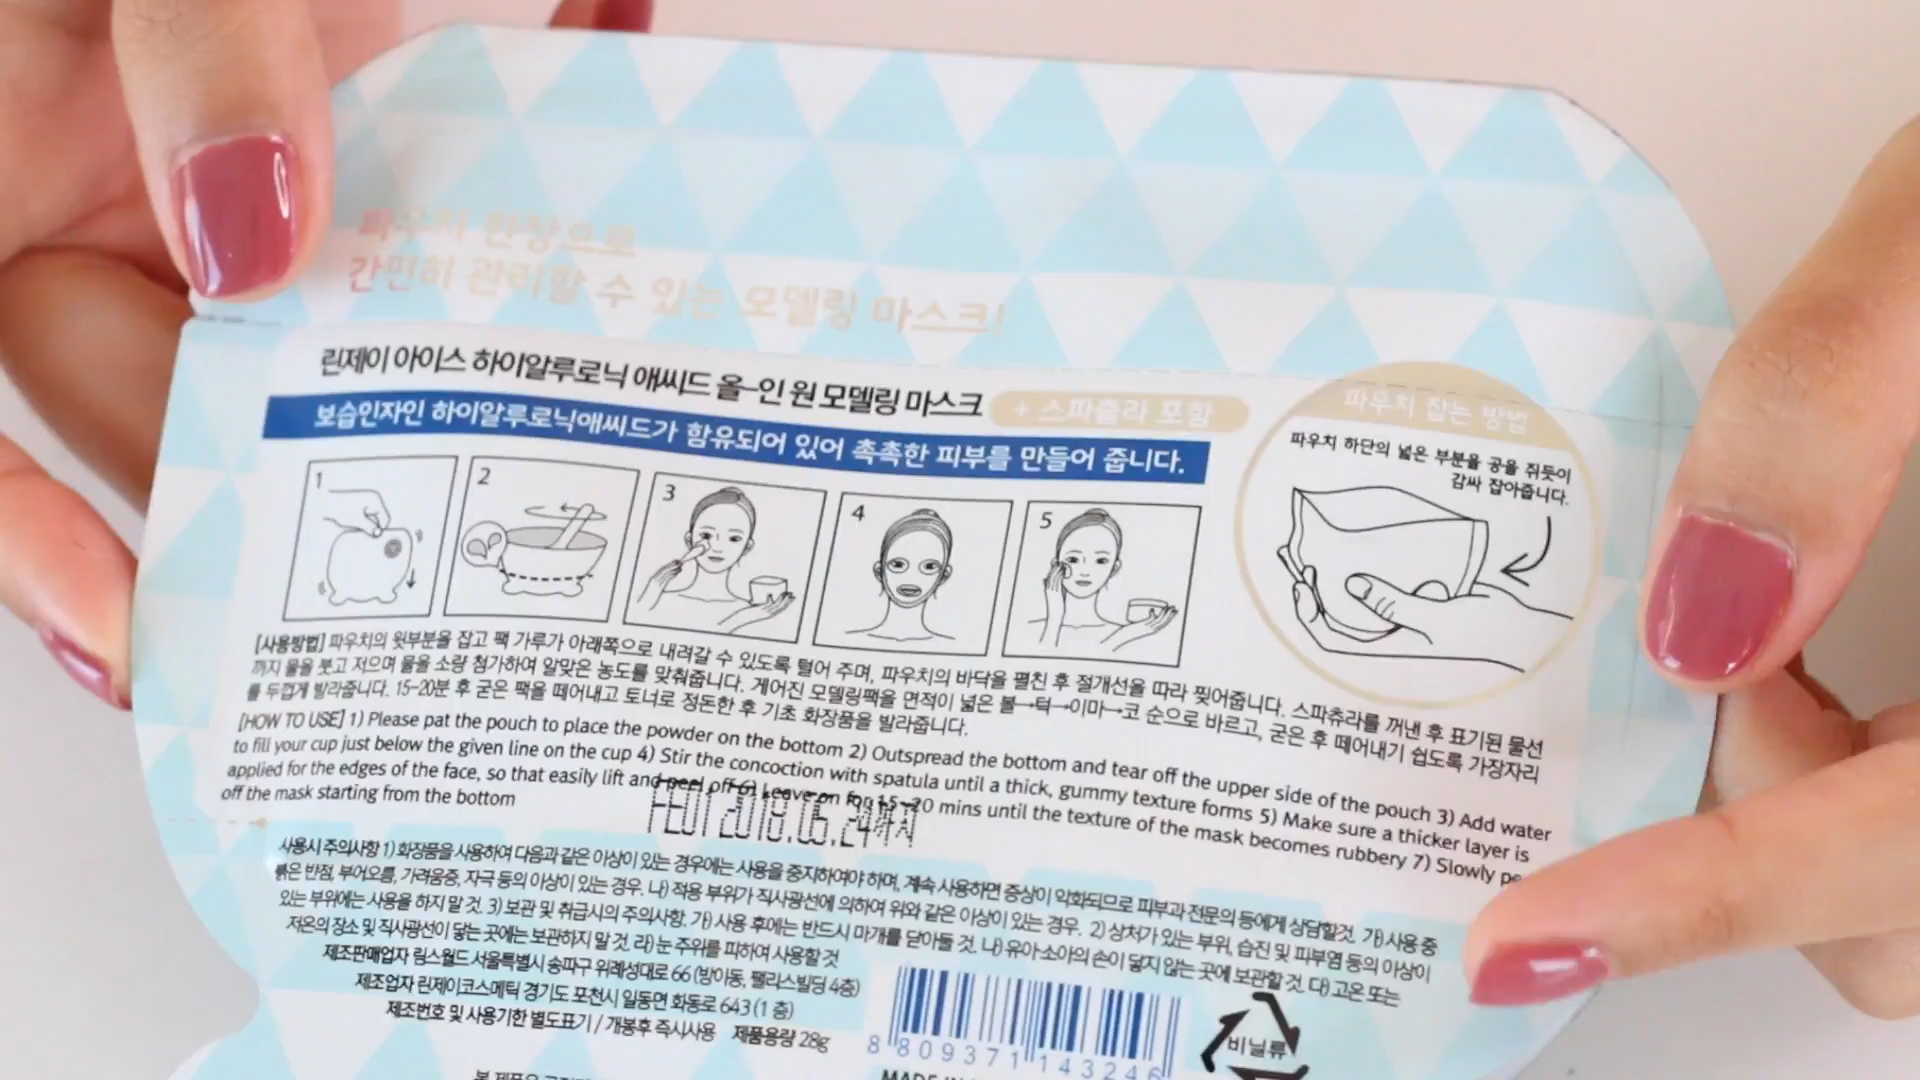 파우치 한장으로
간편히 관리할 수 있는 모델링 마스크!
린제이 아이스 하이알루로닉 애씨드 올-인 원 모델링 마스크
+ 스파츌라 포함
보습인자인 하이알루로닉애씨드가 함유되어 있어 촉촉한 피부를 만들어 줍니다.
파우치 잡는 방법
파우치 하단의 넓은 부분을 공을 쥐듯이
감싸 잡아줍니다.
1
2
3
4
5
[사용방법] 파우치의 윗부분을 잡고 팩 가루가 아래쪽으로 내려갈 수 있도록 털어 주며, 파우치의 바닥을 펼친 후 절개선을 따라 찢어줍니다. 스파츄라를 꺼낸 후 표기된 물선
까지 물을 붓고 저으며 물을 소량 첨가하여 알맞은 농도를 맞춰줍니다. 게어진 모델링팩을 면적이 넓은 볼→턱→이마→코 순으로 바르고, 굳은 후 떼어내기 쉽도록 가장자리
를 두껍게 발라줍니다. 15-20분 후 굳은 팩을 떼어내고 토너로 정돈한 후 기초 화장품을 발라줍니다.
[HOW TO USE] 1) Please pat the pouch to place the powder on the bottom 2) Outspread the bottom and tear off the upper side of the pouch 3) Add water
to fill your cup just below the given line on the cup 4) Stir the concoction with spatula until a thick, gummy texture forms 5) Make sure a thicker layer is
applied for the edges of the face, so that easily lift and peel off 6) Leave on for 15-20 mins until the texture of the mask becomes rubbery 7) Slowly
off the mask starting from the bottom
2018.05.24까지
사용시 주의사항 1) 화장품을 사용하여 다음과 같은 이상이 있는 경우에는 사용을 중지하여야 하며, 계속 사용하면 증상이 악화되므로 피부과 전문의 등에게 상담할것. 가) 사용 중
붉은 반점, 부어오름, 가려움증, 자극 등의 이상이 있는 경우. 나) 적용 부위가 직사광선에 의하여 위와 같은 이상이 있는 경우. 2) 상처가 있는 부위, 습진 및 피부염 등의 이상이
있는 부위에는 사용을 하지 말 것. 3) 보관 및 취급시의 주의사항. 가) 사용 후에는 반드시 마개를 닫아둘 것. 나) 유아·소아의 손이 닿지 않는 곳에 보관할 것. 다) 고온 또는
저온의 장소 및 직사광선이 닿는 곳에는 보관하지 말 것. 라) 눈 주위를 피하여 사용할 것
제조판매업자 림스월드 서울특별시 송파구 위례성대로 66 (방이동, 팰리스빌딩 4층)
제조업자 린제이코스메틱 경기도 포천시 일동면 화동로 643 (1 층)
제조번호 및 사용기한 별도표기 / 개봉후 즉시사용 제품용량 28g
8 809371 143246
비닐류
MADE IN